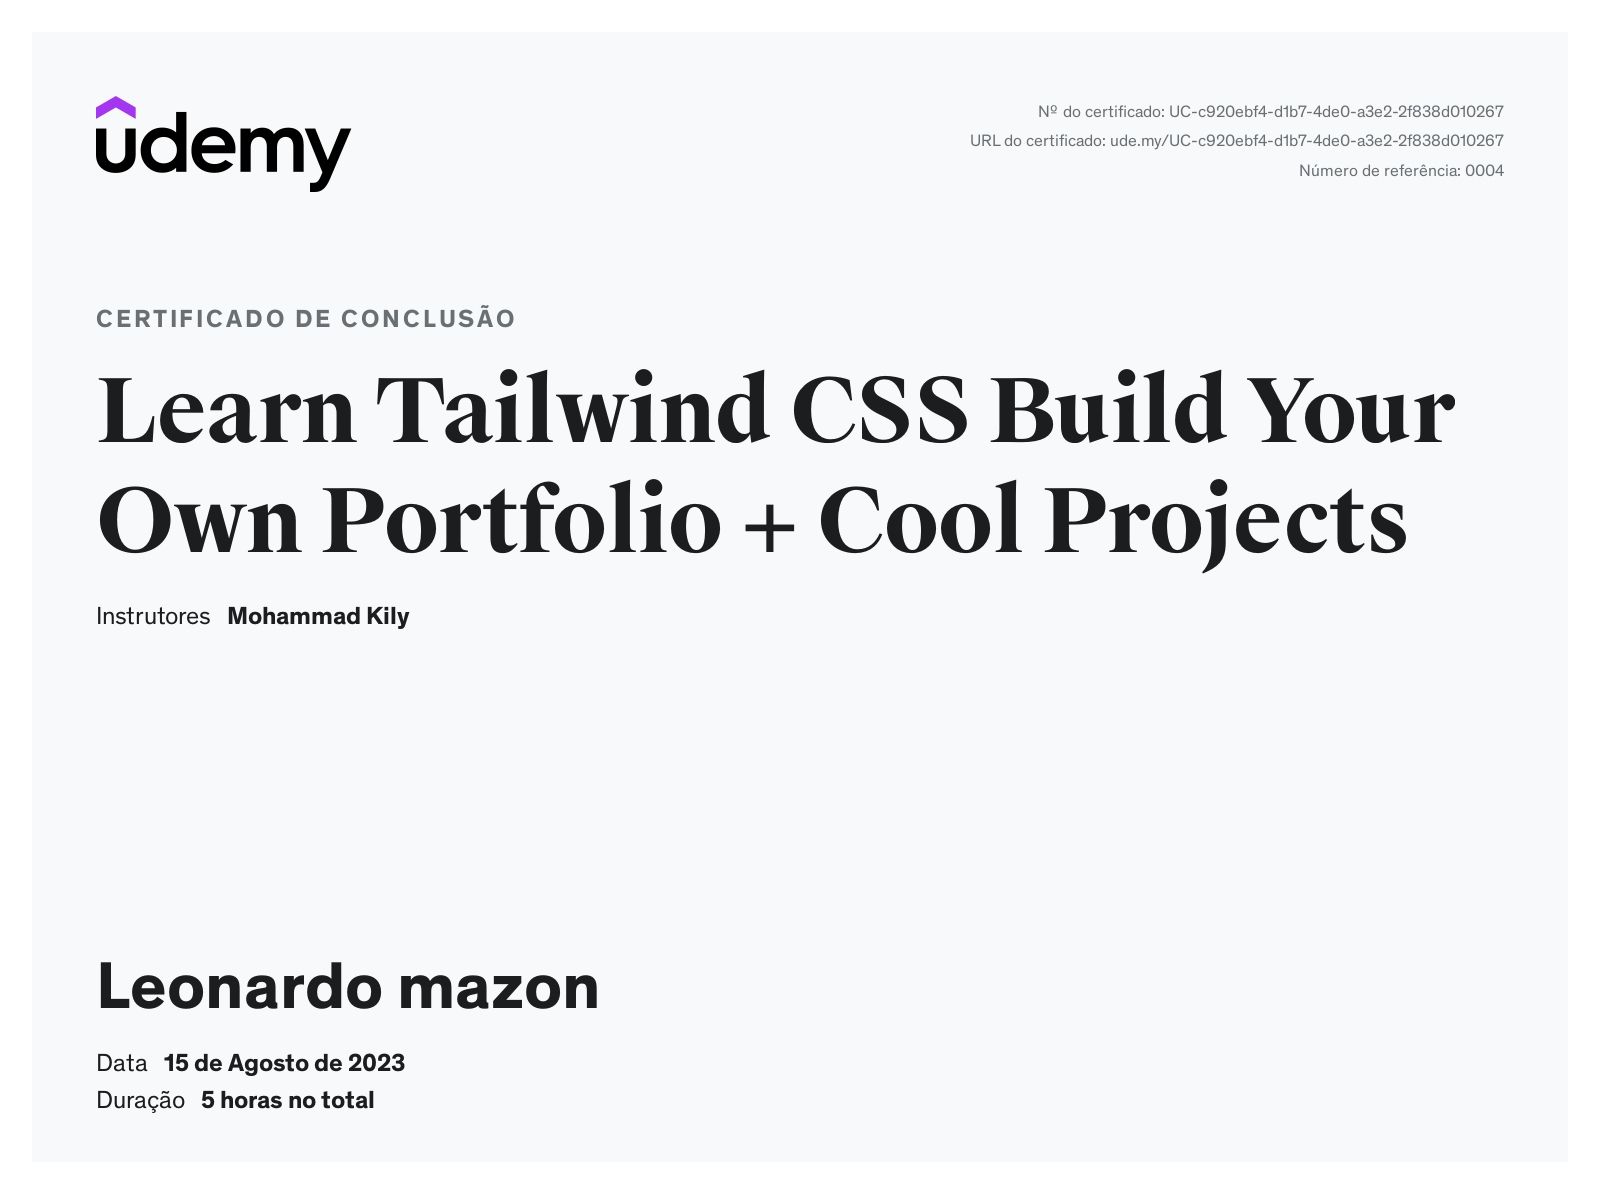 udemy
Nº do certificado: UC-c920ebf4-d1b7-4de0-a3e2-2f838d010267
URL do certificado: ude.my/UC-c920ebf4-d1b7-4de0-a3e2-2f838d010267
Número de referência: 0004
CERTIFICADO DE CONCLUSÃO
Learn Tailwind CSS Build Your
Own Portfolio + Cool Projects
Instrutores Mohammad Kily
Leonardo mazon
Data 15 de Agosto de 2023
Duração 5 horas no total